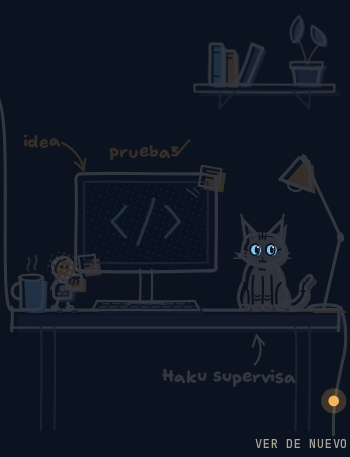 idea
pruebas
</>
Haku supervisa
VER DE NUEVO